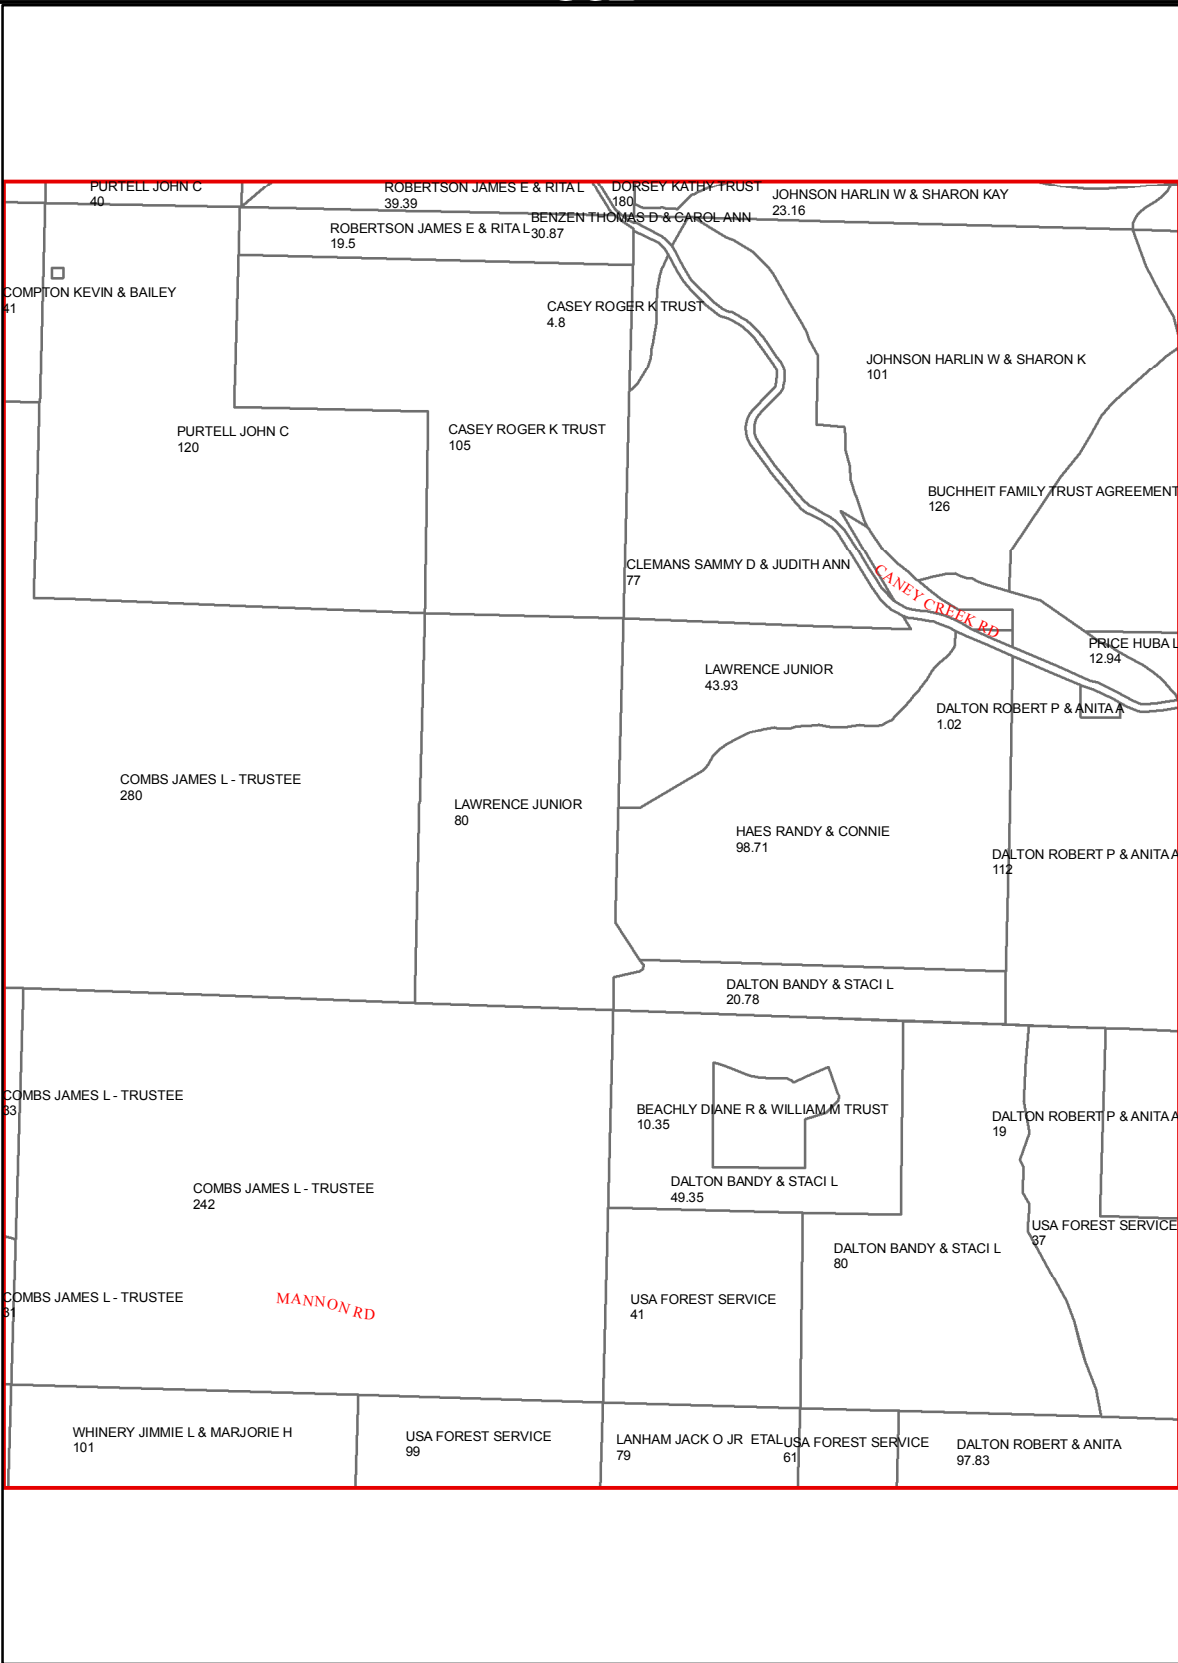 PURTELL JOHN C
40
ROBERTSON JAMES E & RITA L
39.39
DORSEY KATHY TRUST
180
JOHNSON HARLIN W & SHARON KAY
23.16
BENZEN THOMAS D & CAROL ANN
30.87
ROBERTSON JAMES E & RITA L
19.5
COMPTON KEVIN & BAILEY
41
CASEY ROGER K TRUST
4.8
JOHNSON HARLIN W & SHARON K
101
PURTELL JOHN C
120
CASEY ROGER K TRUST
105
BUCHHEIT FAMILY TRUST AGREEMENT
126
CLEMANS SAMMY D & JUDITH ANN
77
CANEY CREEK RD
PRICE HUBA L
12.94
LAWRENCE JUNIOR
43.93
DALTON ROBERT P & ANITA A
1.02
COMBS JAMES L - TRUSTEE
280
LAWRENCE JUNIOR
80
HAES RANDY & CONNIE
98.71
DALTON ROBERT P & ANITA A
112
DALTON BANDY & STACI L
20.78
COMBS JAMES L - TRUSTEE
33
BEACHLY DIANE R & WILLIAM M TRUST
10.35
DALTON ROBERT P & ANITA A
19
COMBS JAMES L - TRUSTEE
242
DALTON BANDY & STACI L
49.35
USA FOREST SERVICE
37
DALTON BANDY & STACI L
80
COMBS JAMES L - TRUSTEE
31
MANNON RD
USA FOREST SERVICE
41
WHINERY JIMMIE L & MARJORIE H
101
USA FOREST SERVICE
99
LANHAM JACK O JR ETAL
79
USA FOREST SERVICE
61
DALTON ROBERT & ANITA
97.83